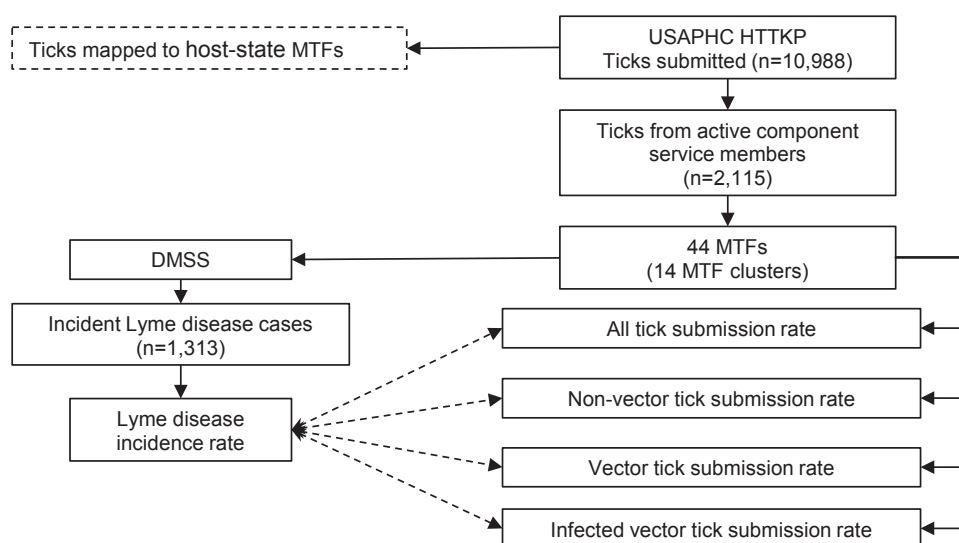 Ticks mapped to host-state MTFs
USAPHC HTTKP
Ticks submitted (n=10,988)
Ticks from active component
service members
(n=2,115)
44 MTFs
(14 MTF clusters)
DMSS
Incident Lyme disease cases
(n=1,313)
Lyme disease
incidence rate
All tick submission rate
Non-vector tick submission rate
Vector tick submission rate
Infected vector tick submission rate